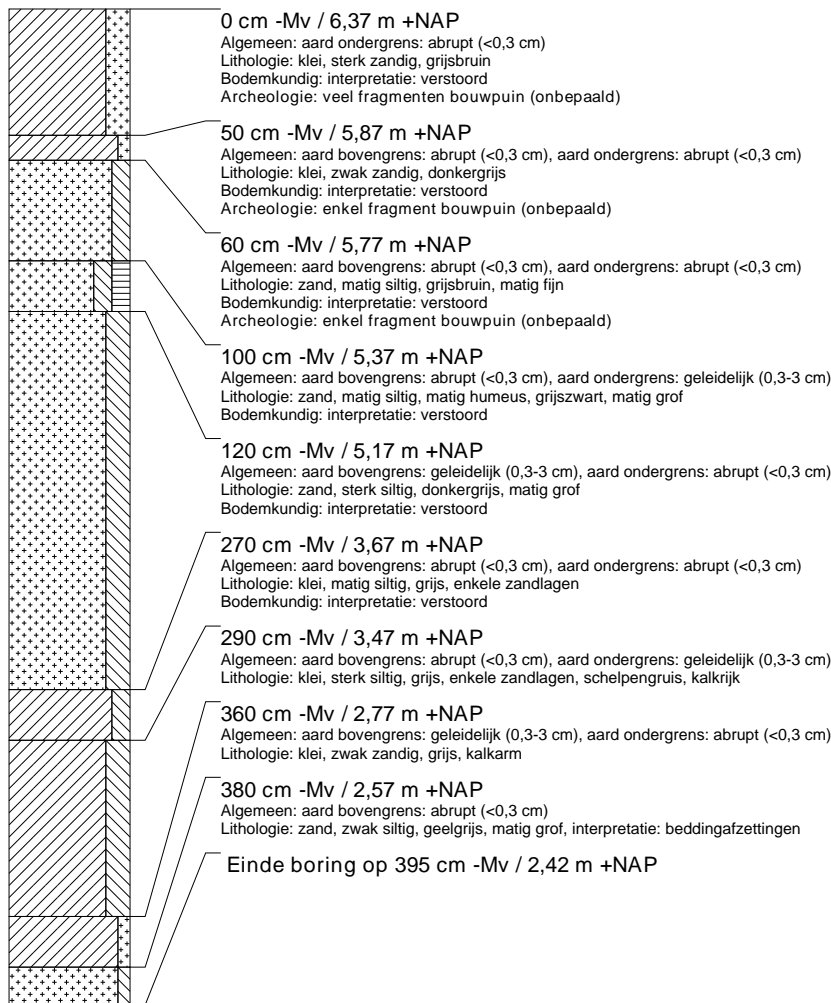 0 cm -Mv / 6,37 m +NAP
Algemeen: aard ondergrens: abrupt (<0,3 cm)
Lithologie: klei, sterk zandig, grijsbruin
Bodemkundig: interpretatie: verstoord
Archeologie: veel fragmenten bouwpuin (onbepaald)
50 cm -Mv / 5,87 m +NAP
Algemeen: aard bovengrens: abrupt (<0,3 cm), aard ondergrens: abrupt (<0,3 cm)
Lithologie: klei, zwak zandig, donkergrijs
Bodemkundig: interpretatie: verstoord
Archeologie: enkel fragment bouwpuin (onbepaald)
60 cm -Mv / 5,77 m +NAP
Algemeen: aard bovengrens: abrupt (<0,3 cm), aard ondergrens: abrupt (<0,3 cm)
Lithologie: zand, matig siltig, grijsbruin, matig fijn
Bodemkundig: interpretatie: verstoord
Archeologie: enkel fragment bouwpuin (onbepaald)
100 cm -Mv / 5,37 m +NAP
Algemeen: aard bovengrens: abrupt (<0,3 cm), aard ondergrens: geleidelijk (0,3-3 cm)
Lithologie: zand, matig siltig, matig humeus, grijszwart, matig grof
Bodemkundig: interpretatie: verstoord
120 cm -Mv / 5,17 m +NAP
Algemeen: aard bovengrens: geleidelijk (0,3-3 cm), aard ondergrens: abrupt (<0,3 cm)
Lithologie: zand, sterk siltig, donkergrijs, matig grof
Bodemkundig: interpretatie: verstoord
270 cm -Mv / 3,67 m +NAP
Algemeen: aard bovengrens: abrupt (<0,3 cm), aard ondergrens: abrupt (<0,3 cm)
Lithologie: klei, matig siltig, grijs, enkele zandlagen
Bodemkundig: interpretatie: verstoord
290 cm -Mv / 3,47 m +NAP
Algemeen: aard bovengrens: abrupt (<0,3 cm), aard ondergrens: geleidelijk (0,3-3 cm)
Lithologie: klei, sterk siltig, grijs, enkele zandlagen, schelpengruis, kalkrijk
360 cm -Mv / 2,77 m +NAP
Algemeen: aard bovengrens: geleidelijk (0,3-3 cm), aard ondergrens: abrupt (<0,3 cm)
Lithologie: klei, zwak zandig, grijs, kalkarm
380 cm -Mv / 2,57 m +NAP
Algemeen: aard bovengrens: abrupt (<0,3 cm)
Lithologie: zand, zwak siltig, geelgrijs, matig grof, interpretatie: beddingafzettingen
Einde boring op 395 cm -Mv / 2,42 m +NAP